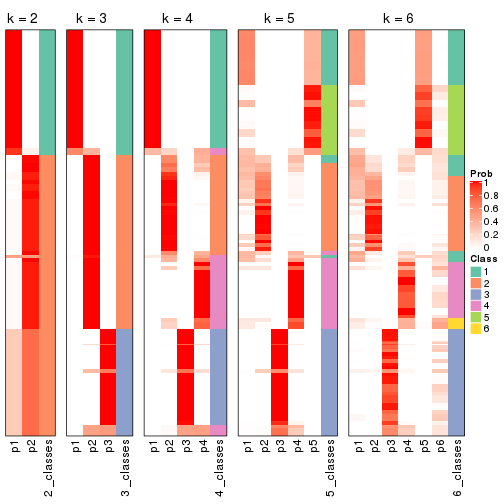 k = 2
k = 3
k = 4
k = 5
k = 6
p1
p2
2_classes
p1
p2
p3
3_classes
p1
p2
p3
p4
4_classes
p1
p2
p3
p4
p5
5_classes
p1
p2
p3
p4
p5
p6
6_classes
Prob
1
0.8
0.6
0.4
0.2
0
Class
1
2
3
4
5
6